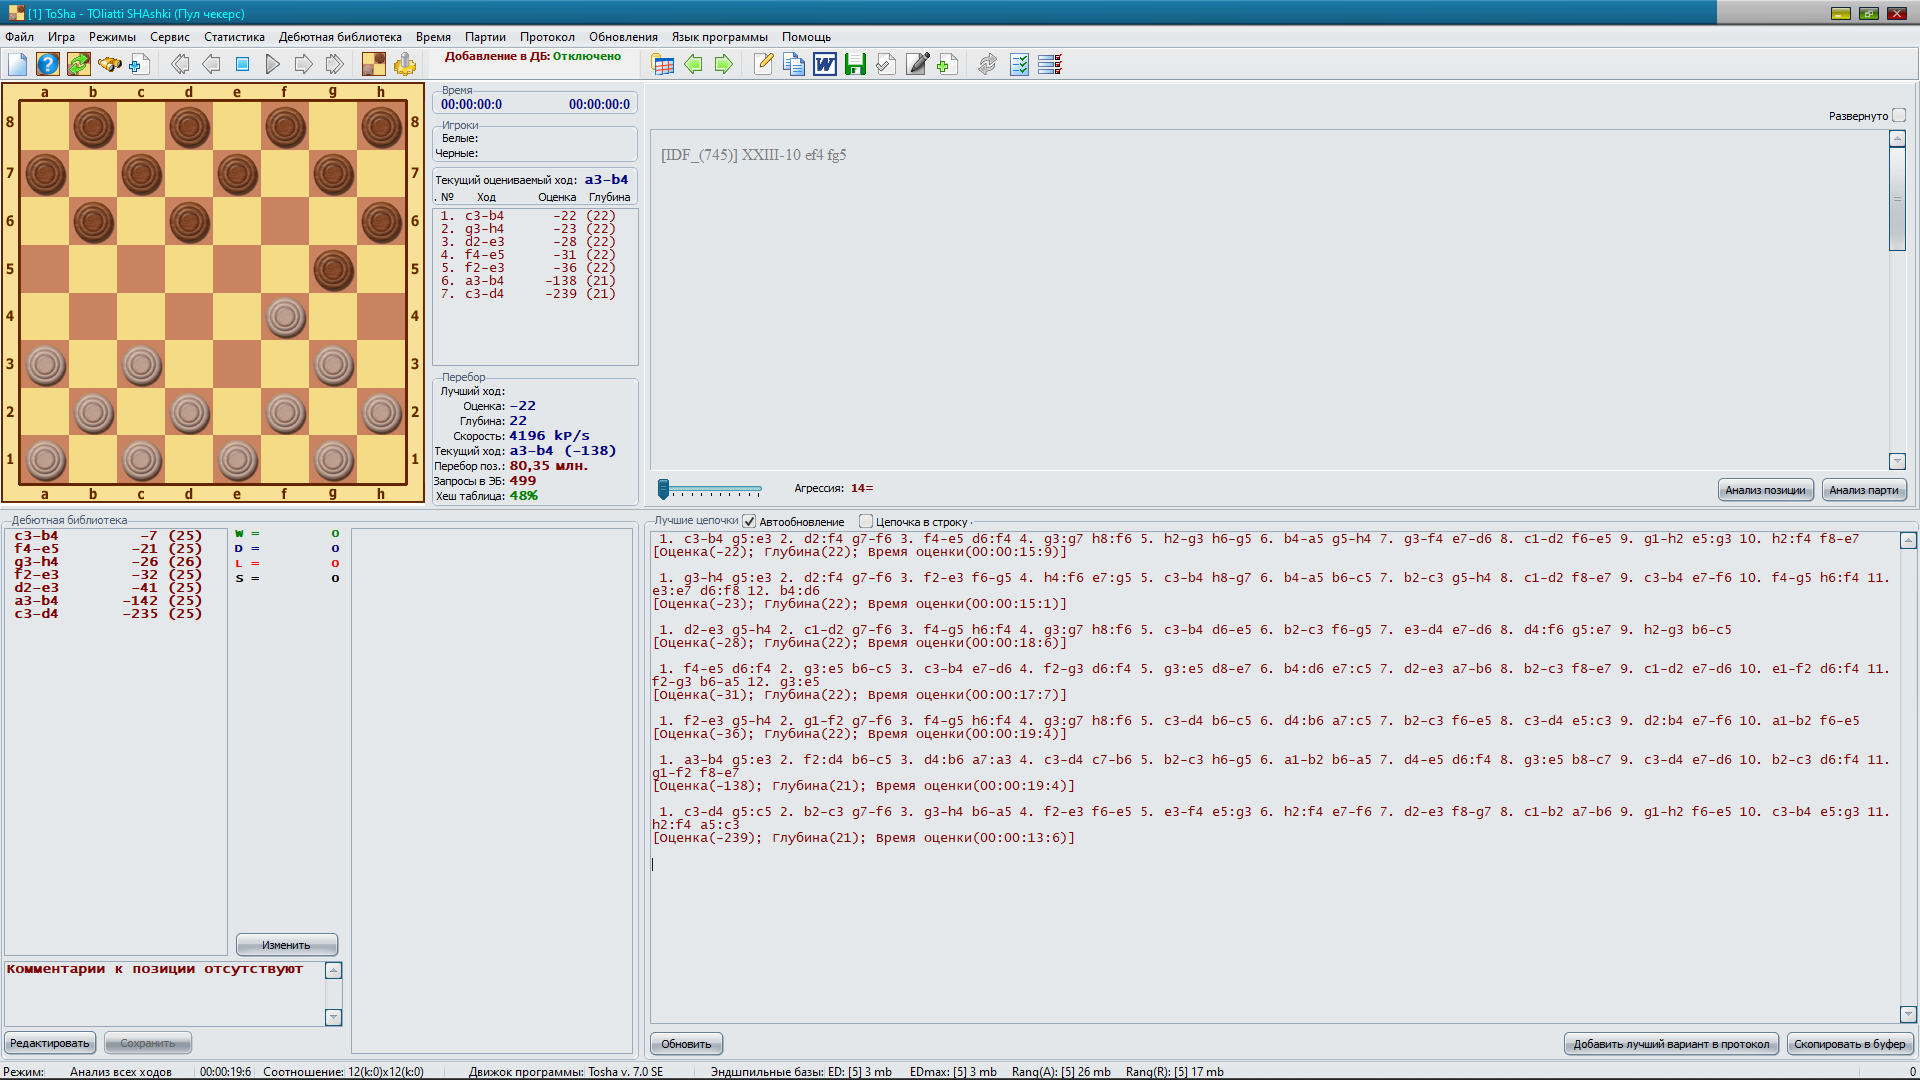 [1] ToSha - TOliatti SHAshki (Пул чекерс)
Файл Игра Режимы Сервис Статистика Дебютная библиотека Время Партии Протокол Обновления Язык программы Помощь
Добавление в ДБ: Отключено
a b c d e f g h
8 8
7 7
6 6
5 5
4 4
3 3
2 2
1 1
a b c d e f g h
Время
00:00:00:0 00:00:00:0
Игроки
Белые:
Черные:
Текущий оцениваемый ход: a3-b4
. № Ход Оценка Глубина
1. c3-b4 -22 (22)
2. g3-h4 -23 (22)
3. d2-e3 -28 (22)
4. f4-e5 -31 (22)
5. f2-e3 -36 (22)
6. a3-b4 -138 (21)
7. c3-d4 -239 (21)
Перебор
Лучший ход:
Оценка: -22
Глубина: 22
Скорость: 4196 kP/s
Текущий ход: a3-b4 (-138)
Перебор поз.: 80,35 млн.
Запросы в ЭБ: 499
Хеш таблица: 48%
Развернуто
[IDF_(745)] XXIII-10 ef4 fg5
Агрессия: 14=
Анализ позиции Анализ парти
Дебютная библиотека
c3-b4 -7 (25)
f4-e5 -21 (25)
g3-h4 -26 (26)
f2-e3 -32 (25)
d2-e3 -41 (25)
a3-b4 -142 (25)
c3-d4 -235 (25)
W = 0
D = 0
L = 0
S = 0
Изменить
Комментарии к позиции отсутствуют
Редактировать Сохранить
Лучшие цепочки Автообновление Цепочка в строку
1. c3-b4 g5:e3 2. d2:f4 g7-f6 3. f4-e5 d6:f4 4. g3:g7 h8:f6 5. h2-g3 h6-g5 6. b4-a5 g5-h4 7. g3-f4 e7-d6 8. c1-d2 f6-e5 9. g1-h2 e5:g3 10. h2:f4 f8-e7
[Оценка(-22); Глубина(22); Время оценки(00:00:15:9)]
1. g3-h4 g5:e3 2. d2:f4 g7-f6 3. f2-e3 f6-g5 4. h4:f6 e7:g5 5. c3-b4 h8-g7 6. b4-a5 b6-c5 7. b2-c3 g5-h4 8. c1-d2 f8-e7 9. c3-b4 e7-f6 10. f4-g5 h6:f4 11.
e3:e7 d6:f8 12. b4:d6
[Оценка(-23); Глубина(22); Время оценки(00:00:15:1)]
1. d2-e3 g5-h4 2. c1-d2 g7-f6 3. f4-g5 h6:f4 4. g3:g7 h8:f6 5. c3-b4 d6-e5 6. b2-c3 f6-g5 7. e3-d4 e7-d6 8. d4:f6 g5:e7 9. h2-g3 b6-c5
[Оценка(-28); Глубина(22); Время оценки(00:00:18:6)]
1. f4-e5 d6:f4 2. g3:e5 b6-c5 3. c3-b4 e7-d6 4. f2-g3 d6:f4 5. g3:e5 d8-e7 6. b4:d6 e7:c5 7. d2-e3 a7-b6 8. b2-c3 f8-e7 9. c1-d2 e7-d6 10. e1-f2 d6:f4 11.
f2-g3 b6-a5 12. g3:e5
[Оценка(-31); Глубина(22); Время оценки(00:00:17:7)]
1. f2-e3 g5-h4 2. g1-f2 g7-f6 3. f4-g5 h6:f4 4. g3:g7 h8:f6 5. c3-d4 b6-c5 6. d4:b6 a7:c5 7. b2-c3 f6-e5 8. c3-d4 e5:c3 9. d2:b4 e7-f6 10. a1-b2 f6-e5
[Оценка(-36); Глубина(22); Время оценки(00:00:19:4)]
1. a3-b4 g5:e3 2. f2:d4 b6-c5 3. d4:b6 a7:a3 4. c3-d4 c7-b6 5. b2-c3 h6-g5 6. a1-b2 b6-a5 7. d4-e5 d6:f4 8. g3:e5 b8-c7 9. c3-d4 e7-d6 10. b2-c3 d6:f4 11.
g1-f2 f8-e7
[Оценка(-138); Глубина(21); Время оценки(00:00:19:4)]
1. c3-d4 g5:c5 2. b2-c3 g7-f6 3. g3-h4 b6-a5 4. f2-e3 f6-e5 5. e3-f4 e5:g3 6. h2:f4 e7-f6 7. d2-e3 f8-g7 8. c1-b2 a7-b6 9. g1-h2 f6-e5 10. c3-b4 e5:g3 11.
h2:f4 a5:c3
[Оценка(-239); Глубина(21); Время оценки(00:00:13:6)]
Обновить Добавить лучший вариант в протокол Скопировать в буфер
Режим: Анализ всех ходов 00:00:19:6 Соотношение: 12(k:0)x12(k:0) Движок программы: Tosha v. 7.0 SE Эндшпильные базы: ED: [5] 3 mb EDmax: [5] 3 mb Rang(A): [5] 26 mb Rang(R): [5] 17 mb 0